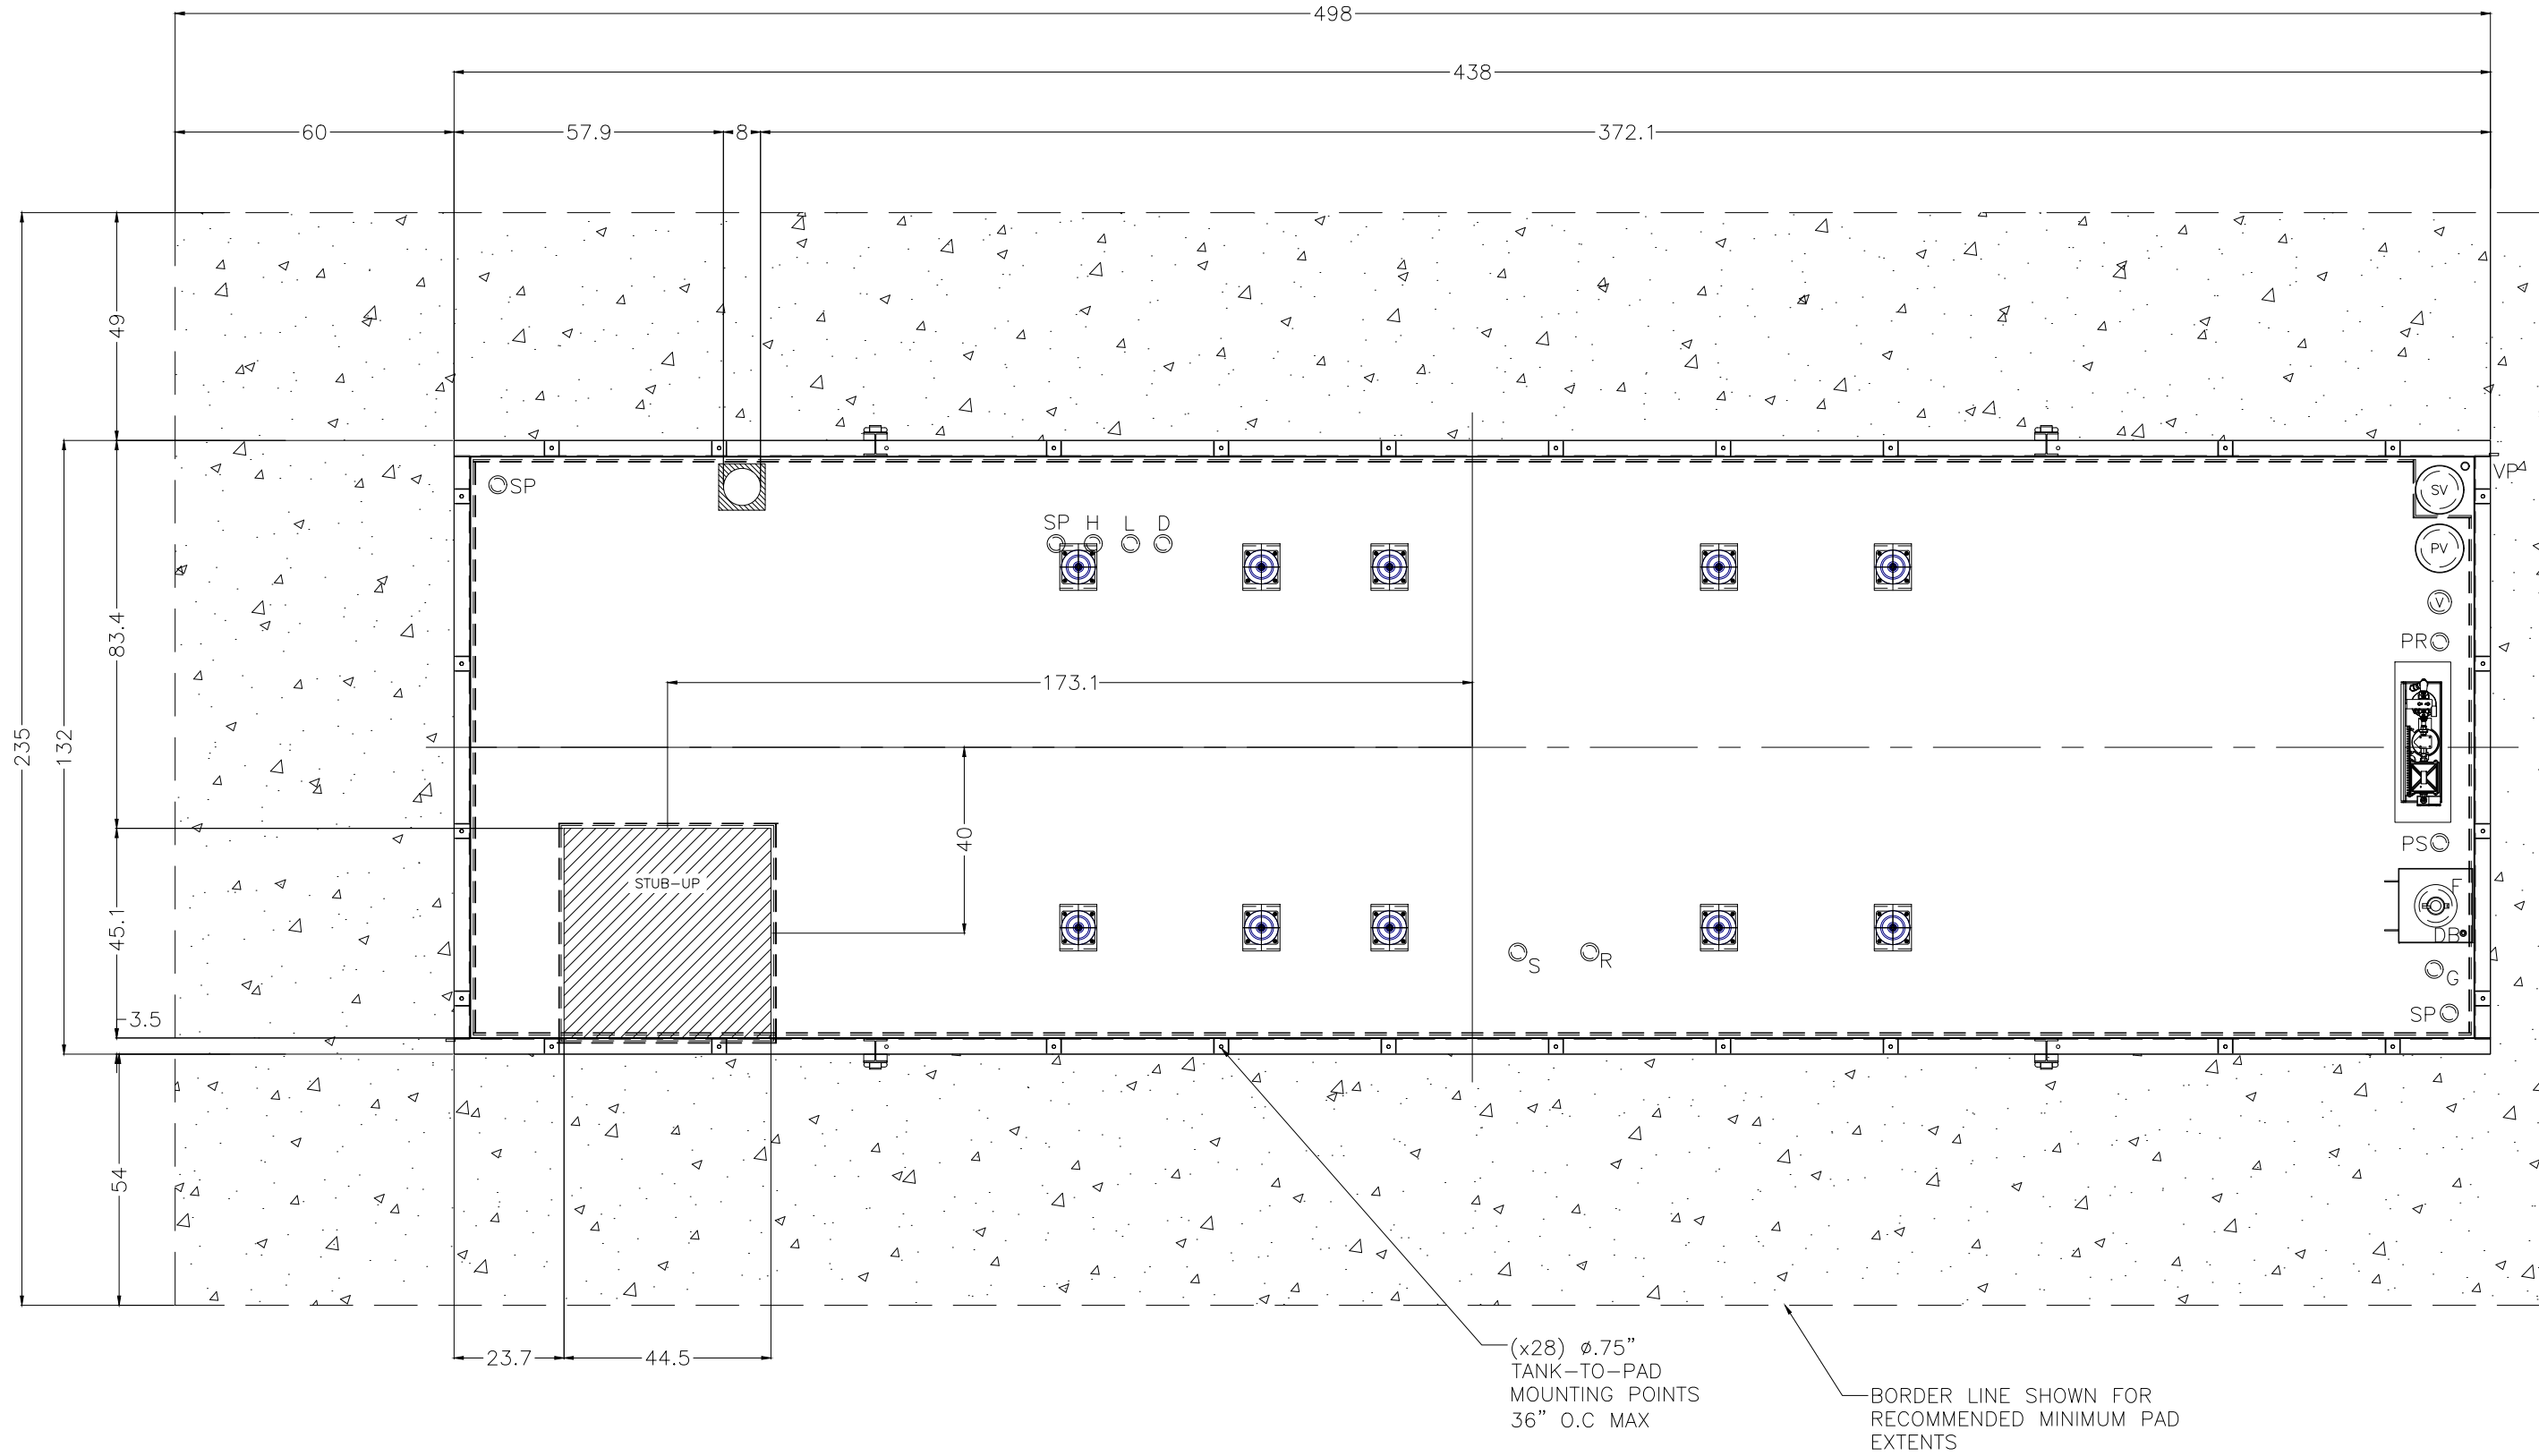 498
438
60
57.9
8
372.1
49
SP
VP
SV
SP H L D
PV
V
83.4
PR
173.1
235
132
40
PS
STUB-UP
F
45.1
DB
S
R
G
SP
3.5
54
23.7
44.5
(x28) ø.75"
TANK-TO-PAD
MOUNTING POINTS
36" O.C MAX
BORDER LINE SHOWN FOR
RECOMMENDED MINIMUM PAD
EXTENTS